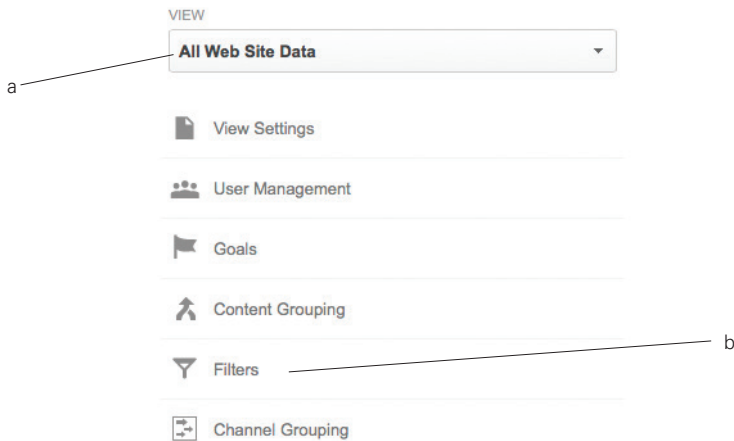 VIEW
All Web Site Data
a
View Settings
User Management
Goals
Content Grouping
b
Filters
Channel Grouping